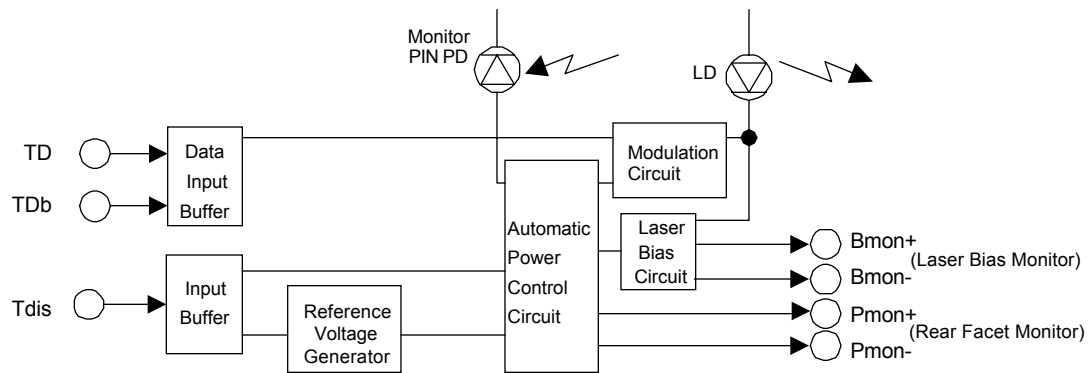 Monitor
PIN PD
LD
TD
TDb
Data
Input
Buffer
Modulation
Circuit
Automatic
Power
Control
Circuit
Laser
Bias
Circuit
Bmon+
(Laser Bias Monitor)
Bmon-
Tdis
Input
Buffer
Reference
Voltage
Generator
Pmon+
(Rear Facet Monitor)
Pmon-